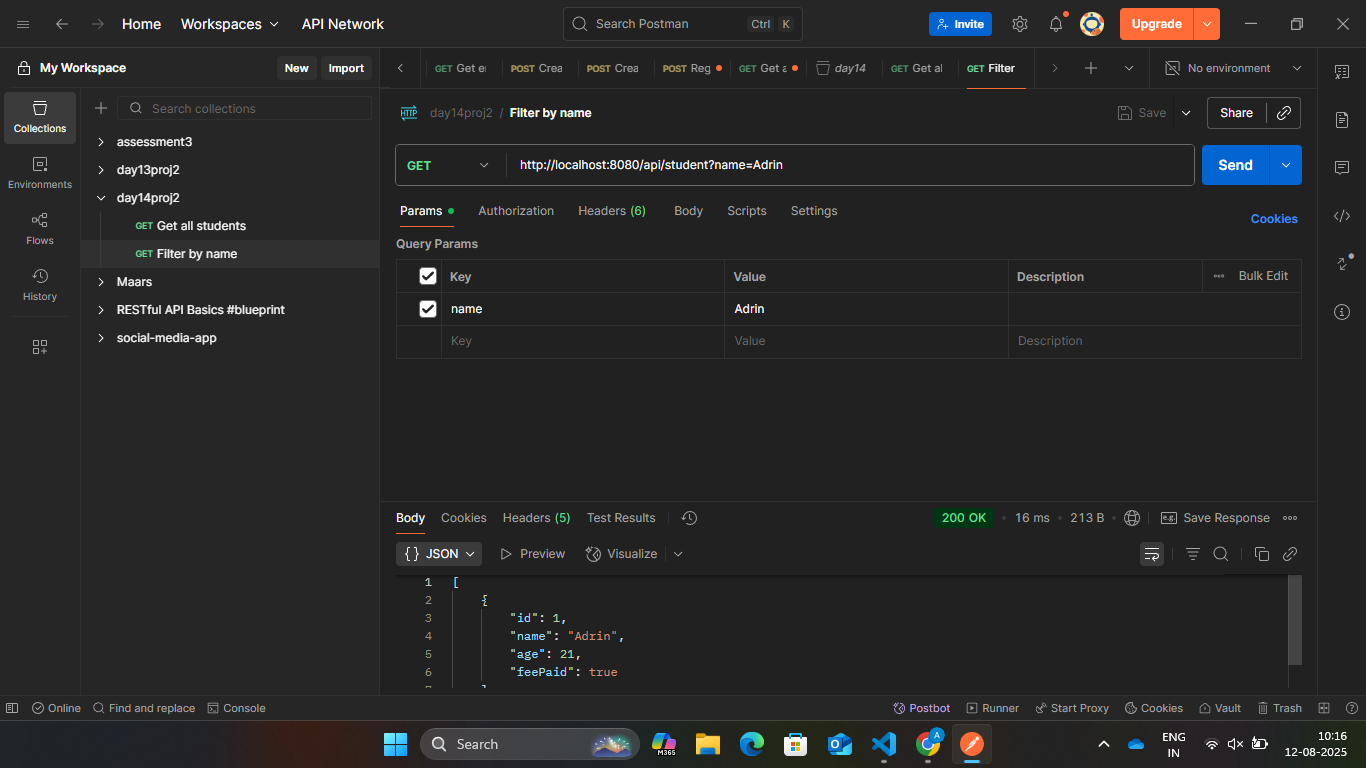 Home Workspaces API Network Search Postman Ctrl K Invite Upgrade
My Workspace New Import GET Get er POST Crea POST Crea POST Reg GET Get a day14 GET Get al GET Filter No environment
Search collections
HTTP day14proj2 / Filter by name Save Share
Collections
Environments
Flows
History
assessment3
day13proj2
day14proj2
GET Get all students
GET Filter by name
Maars
RESTful API Basics #blueprint
social-media-app
GET http://localhost:8080/api/student?name=Adrin Send
Params Authorization Headers (6) Body Scripts Settings Cookies
Query Params
Key Value Description Bulk Edit
name Adrin
Key Value Description
Body Cookies Headers (5) Test Results 200 OK 16 ms 213 B e.g. Save Response
{} JSON Preview Visualize
1 [
2 {
3 "id": 1,
4 "name": "Adrin",
5 "age": 21,
6 "feePaid": true
Online Find and replace Console Postbot Runner Start Proxy Cookies Vault Trash
Search M365 A ENG IN 10:16 12-08-2025